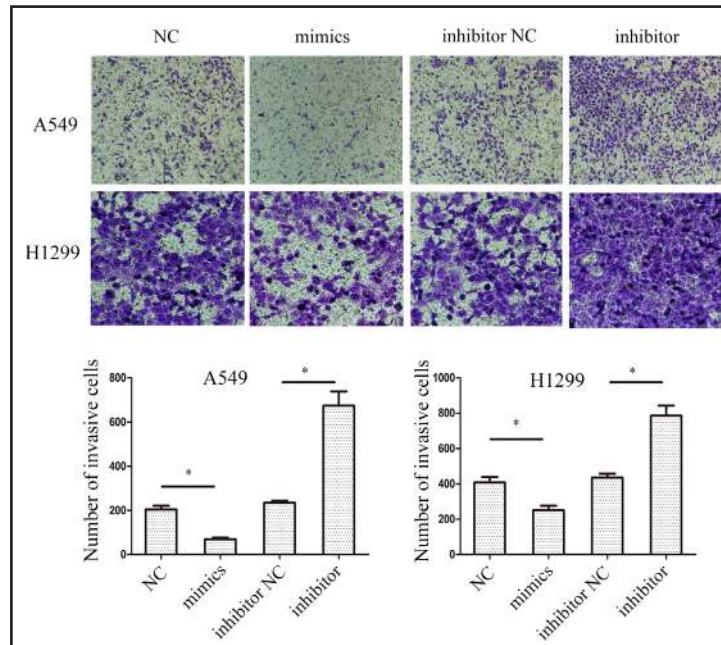 NC mimics inhibitor NC inhibitor
A549
H1299
A549
Number of invasive cells
800
600
400
200
0
*
*
NC
mimics
inhibitor NC
inhibitor
H1299
Number of invasive cells
1000
800
600
400
200
0
*
*
NC
mimics
inhibitor NC
inhibitor